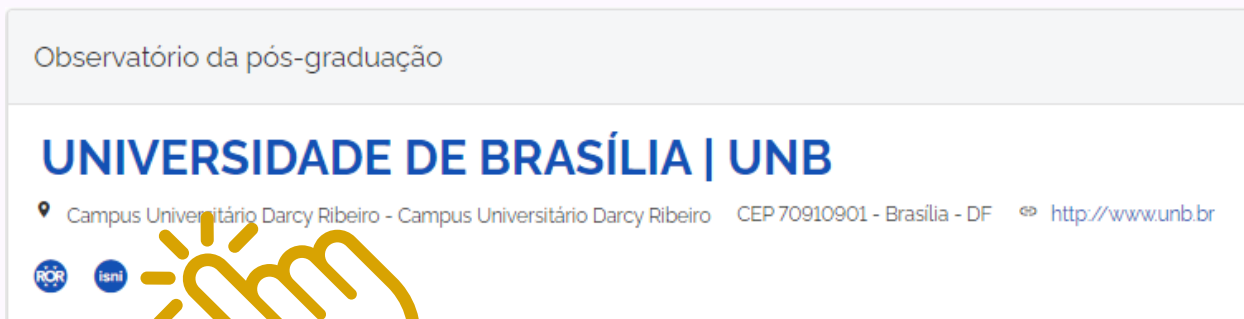 Observatório da pós-graduação
UNIVERSIDADE DE BRASÍLIA | UNB
Campus Universitário Darcy Ribeiro - Campus Universitário Darcy Ribeiro CEP 70910901 - Brasília - DF http://www.unb.br
ROR isni